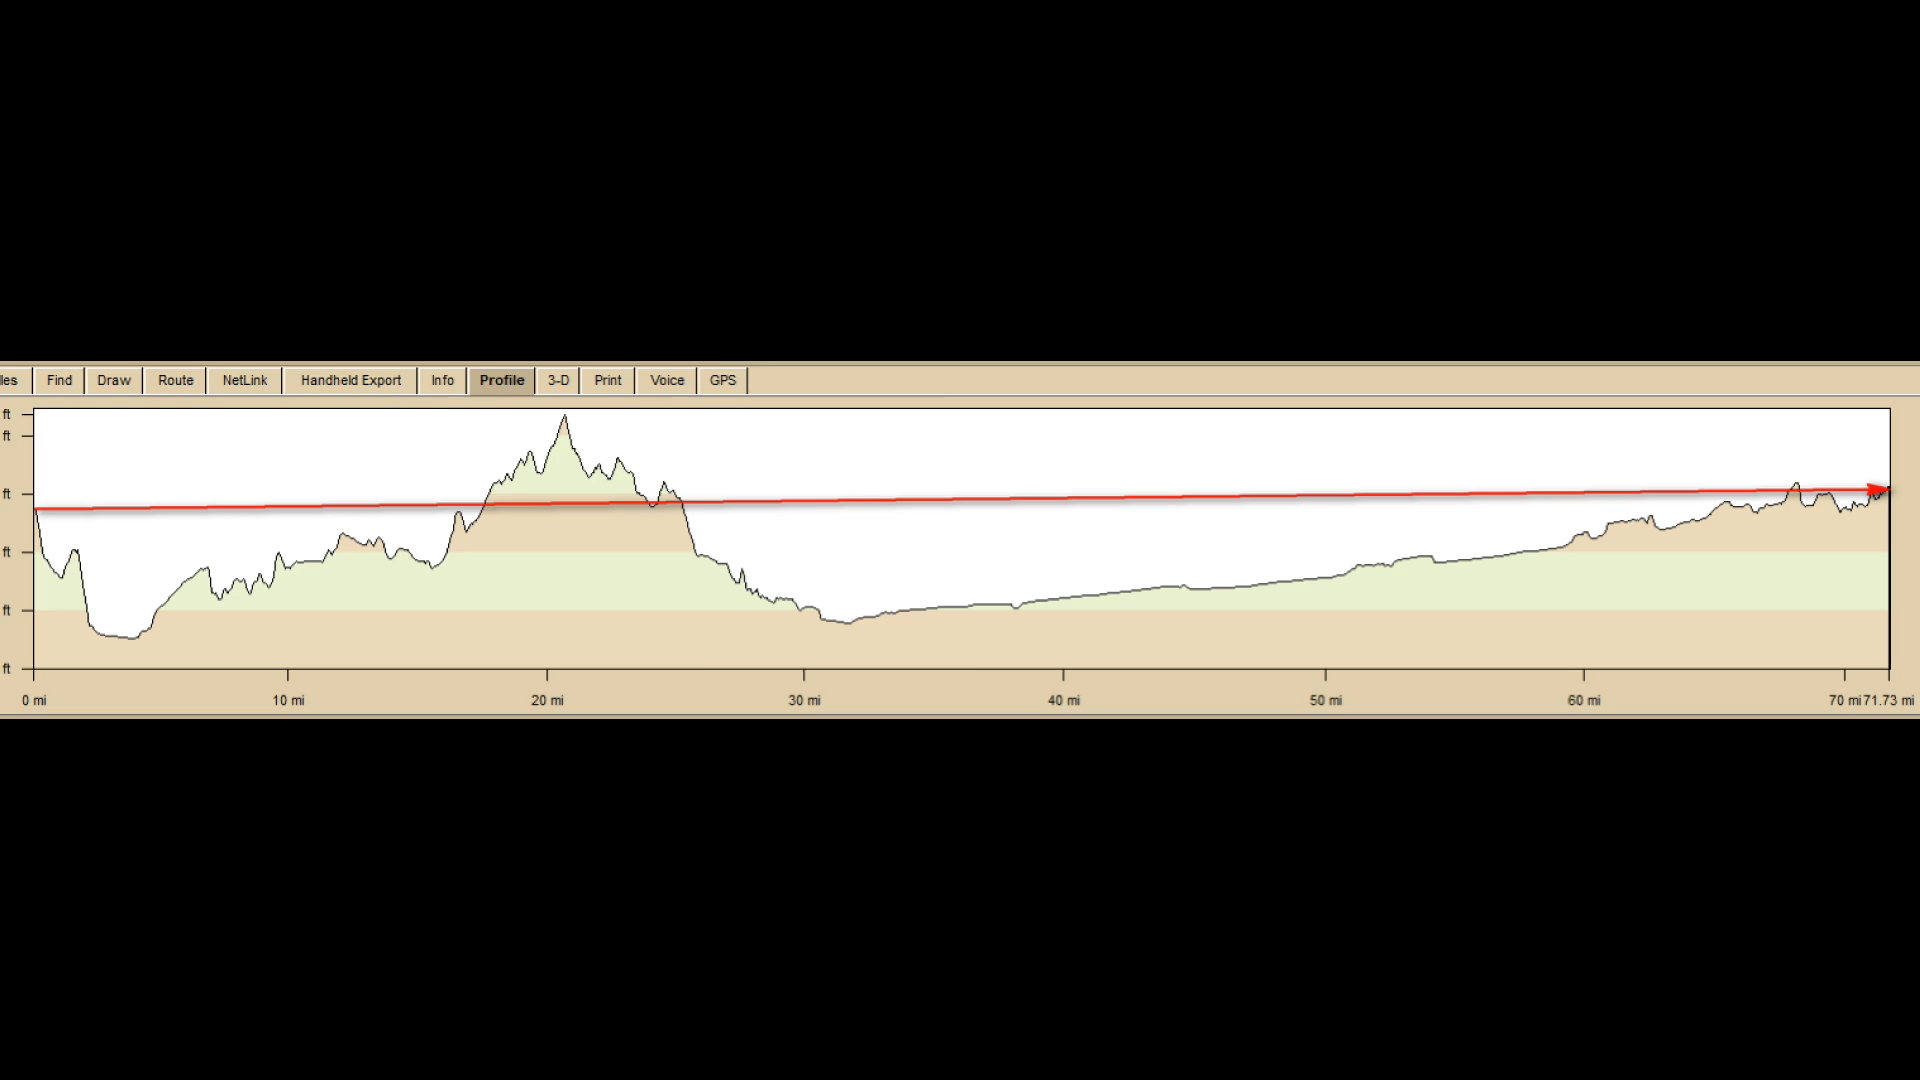 les Find Draw Route NetLink Handheld Export Info Profile 3-D Print Voice GPS
ft
ft
ft
ft
ft
ft
0 mi 10 mi 20 mi 30 mi 40 mi 50 mi 60 mi 70 mi 71.73 mi